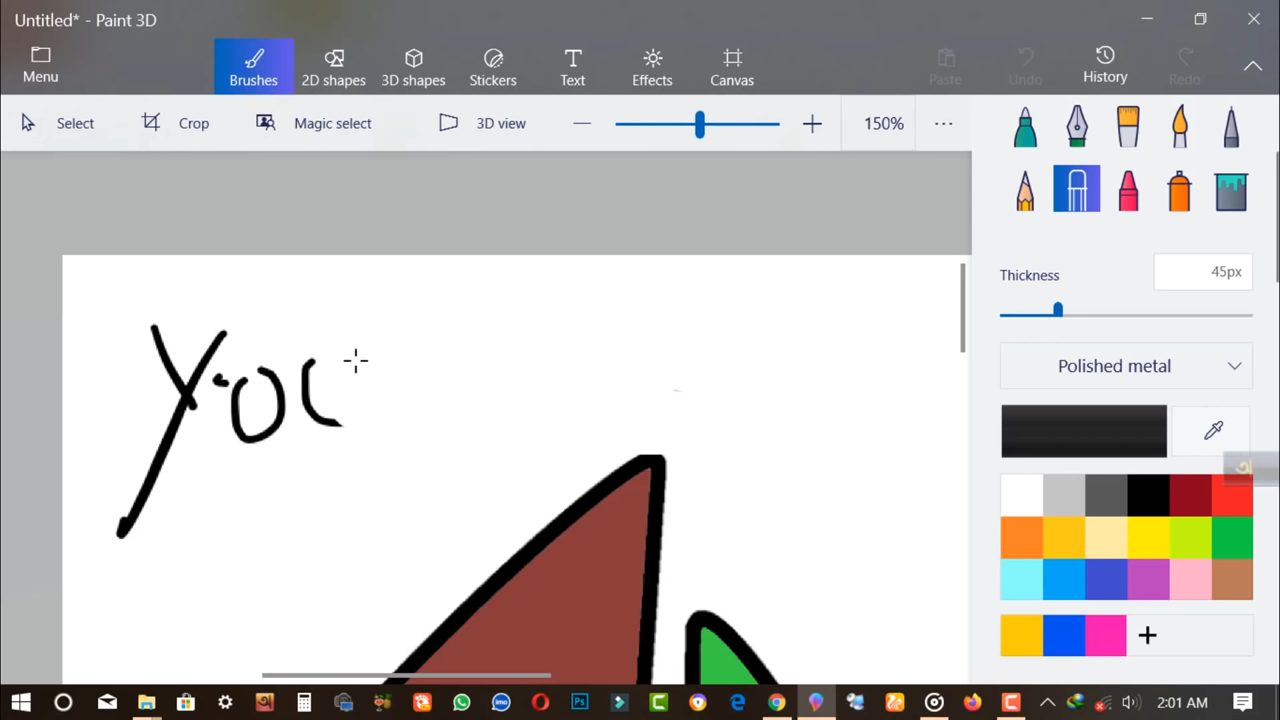 Untitled* - Paint 3D
Menu Brushes 2D shapes 3D shapes Stickers Text Effects Canvas Paste Undo History Redo
Select Crop Magic select 3D view 150%
Thickness 45px
Polished metal
2:01 AM